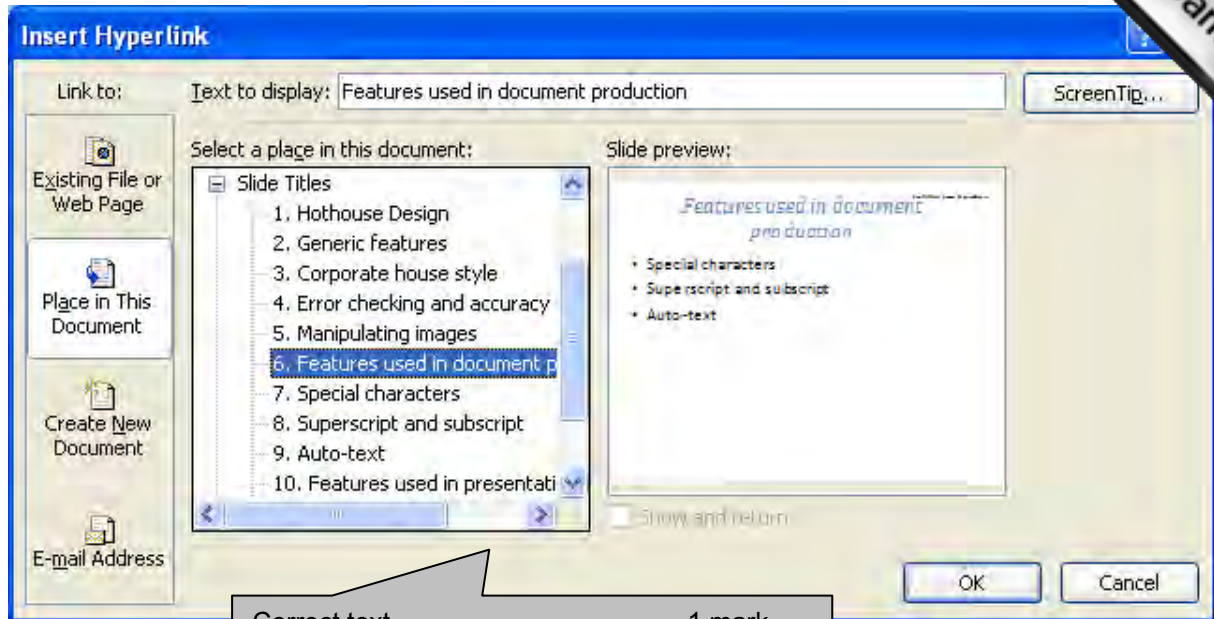 Insert Hyperlink
Link to:
Text to display: Features used in document production
ScreenTip...
Existing File or
Web Page
Place in This
Document
Create New
Document
E-mail Address
Select a place in this document:
Slide Titles
1. Hothouse Design
2. Generic features
3. Corporate house style
4. Error checking and accuracy
5. Manipulating images
6. Features used in document p
7. Special characters
8. Superscript and subscript
9. Auto-text
10. Features used in presentati
Slide preview:
Features used in document
production
• Special characters
• Superscript and subscript
• Auto-text
Show and return
OK
Cancel
Correct text 1 mark